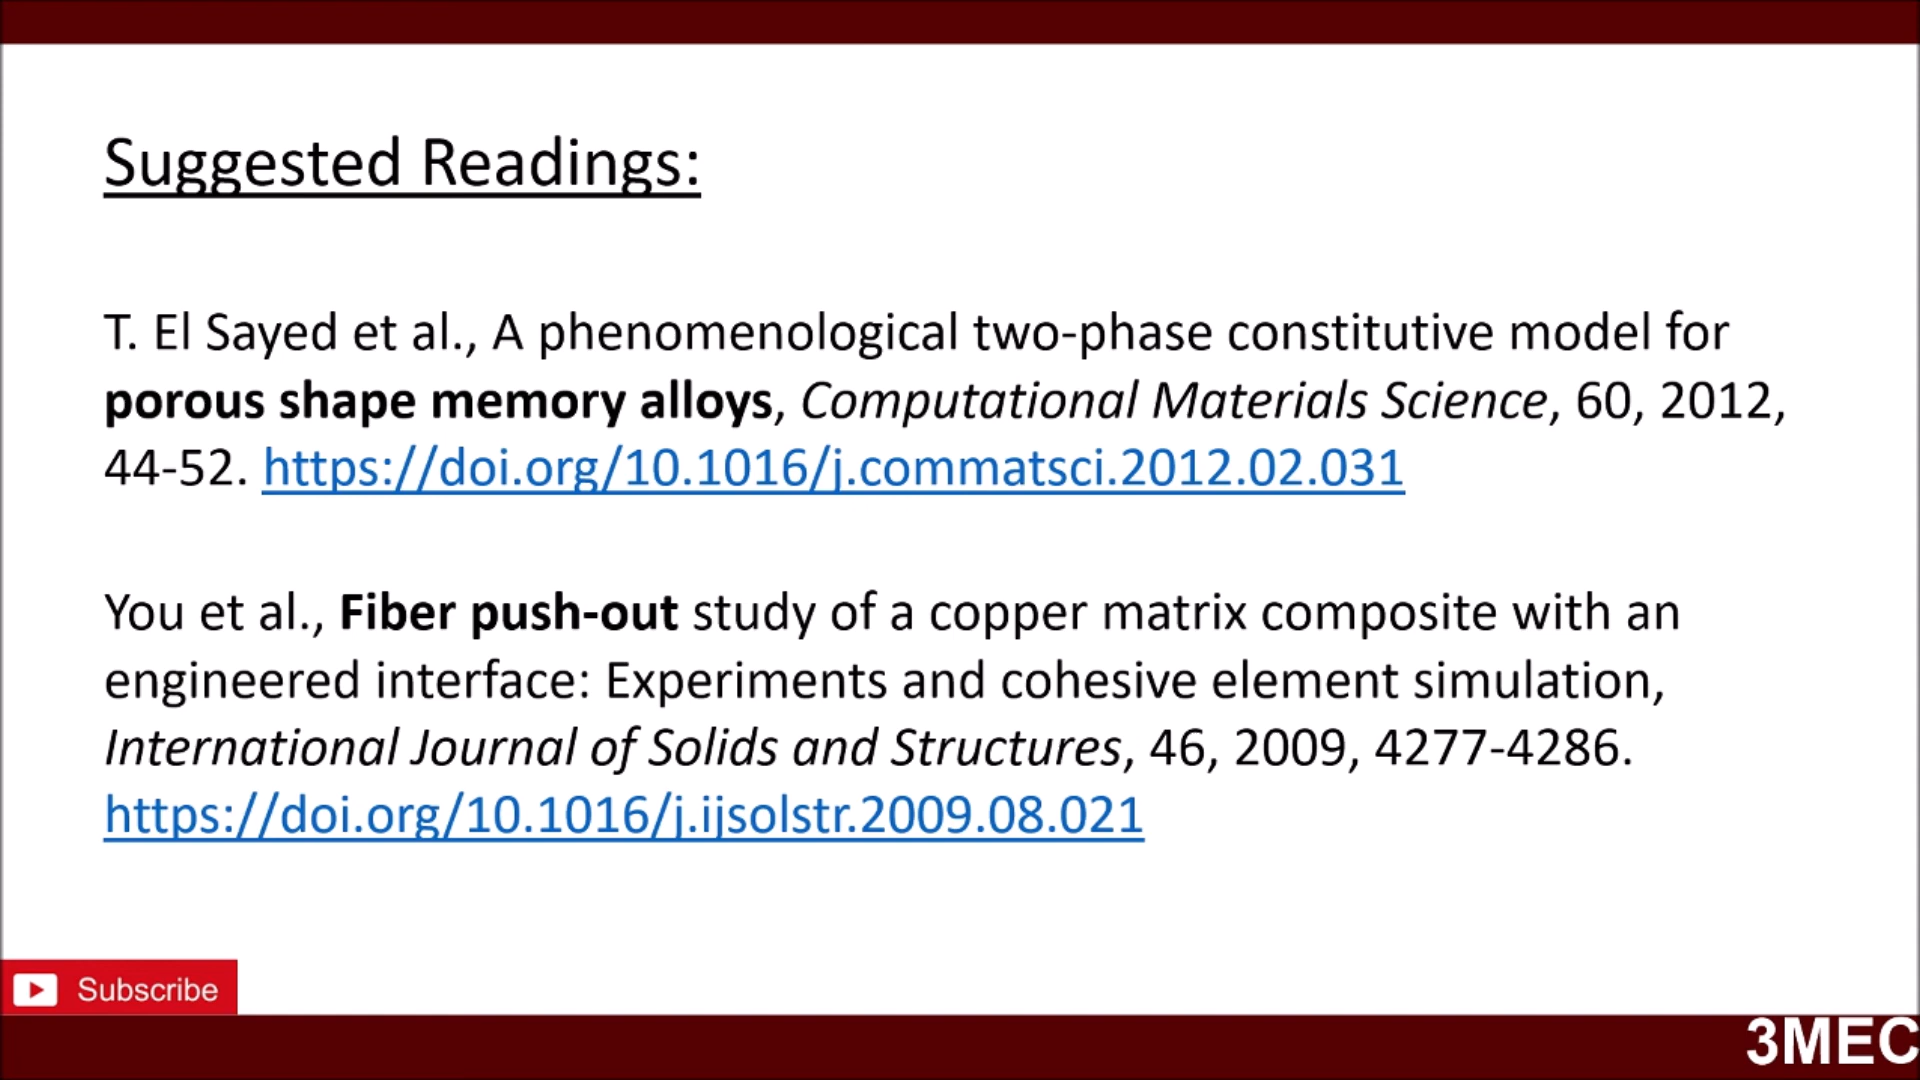 Suggested Readings:
T. El Sayed et al., A phenomenological two-phase constitutive model for
porous shape memory alloys, Computational Materials Science, 60, 2012,
44-52. https://doi.org/10.1016/j.commatsci.2012.02.031
You et al., Fiber push-out study of a copper matrix composite with an
engineered interface: Experiments and cohesive element simulation,
International Journal of Solids and Structures, 46, 2009, 4277-4286.
https://doi.org/10.1016/j.ijsolstr.2009.08.021
Subscribe
3MEC